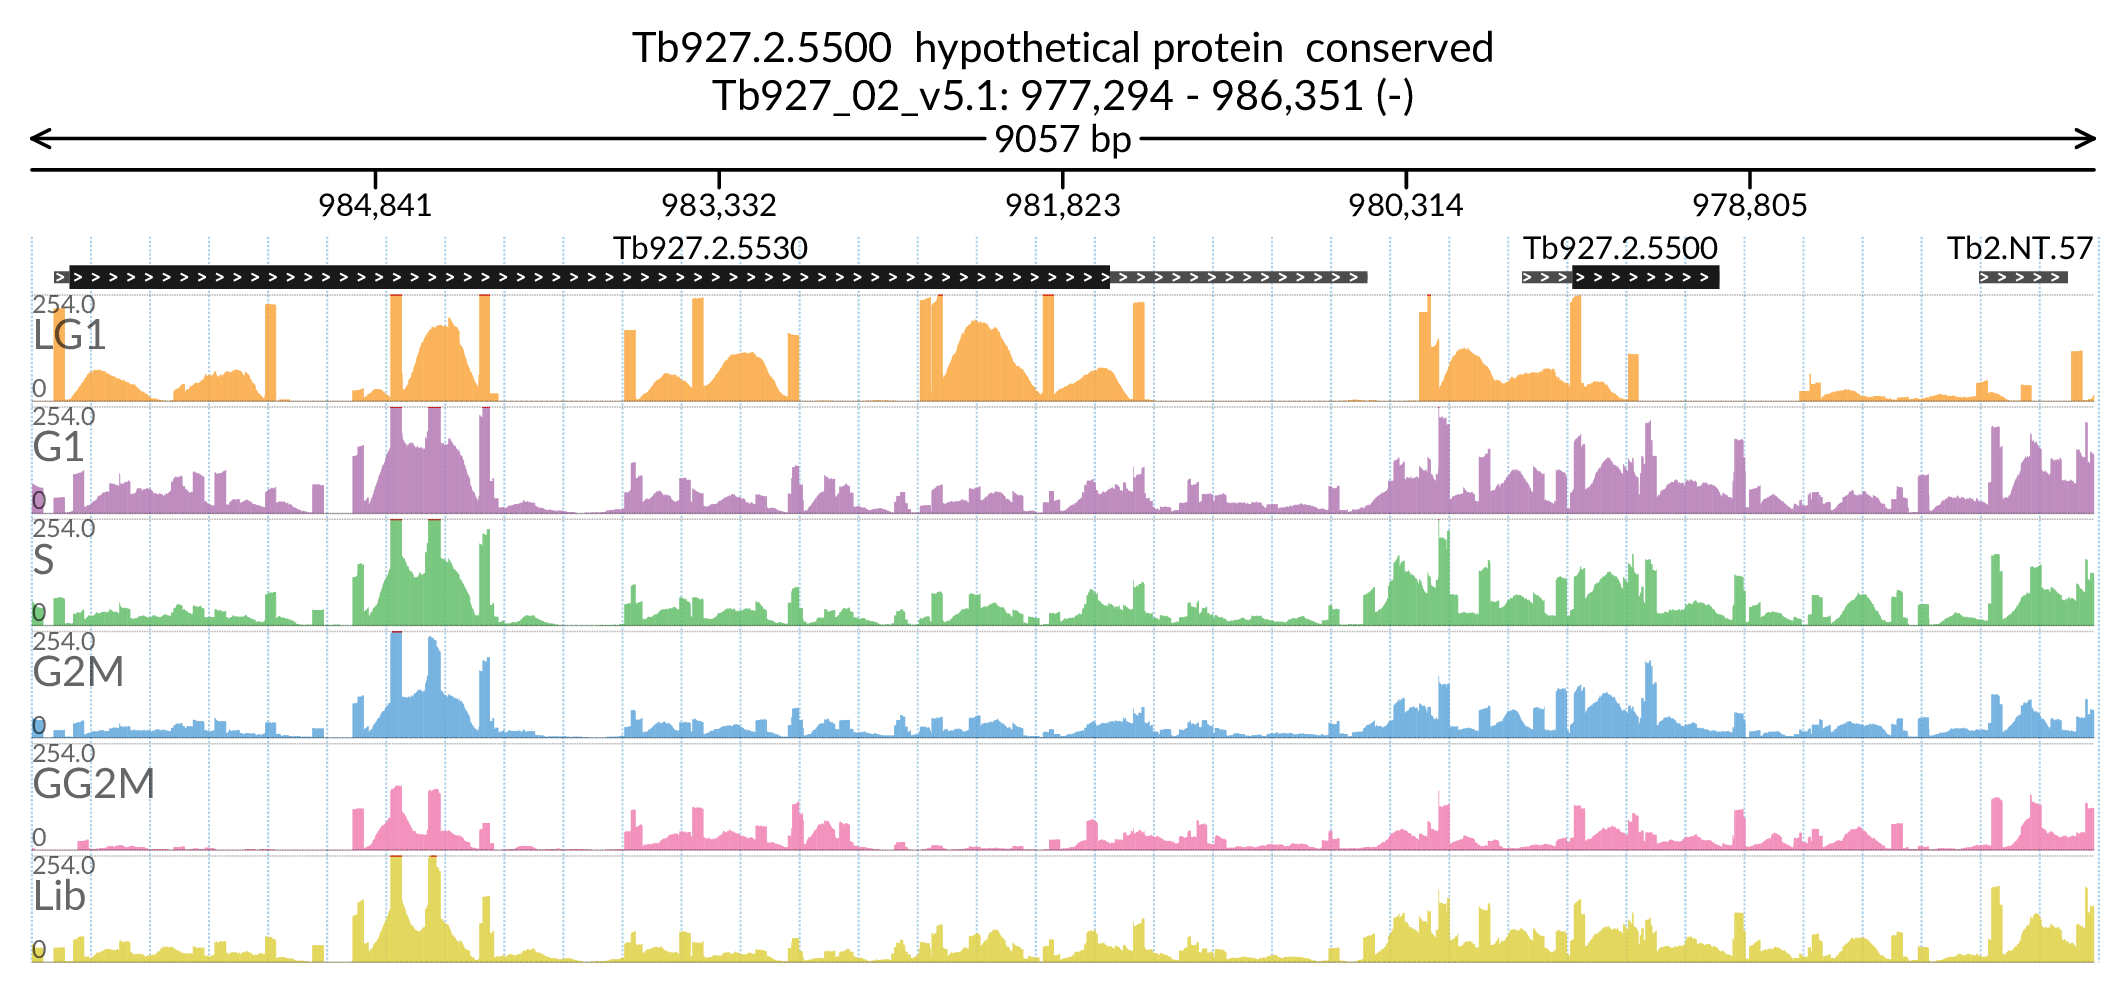 Tb927.2.5500 hypothetical protein conserved
Tb927_02_v5.1: 977,294 - 986,351 (-)
9057 bp
984,841 983,332 981,823 980,314 978,805
Tb927.2.5530 Tb927.2.5500 Tb2.NT.57
254.0
LG1
0
254.0
G1
0
254.0
S
0
254.0
G2M
0
254.0
GG2M
0
254.0
Lib
0